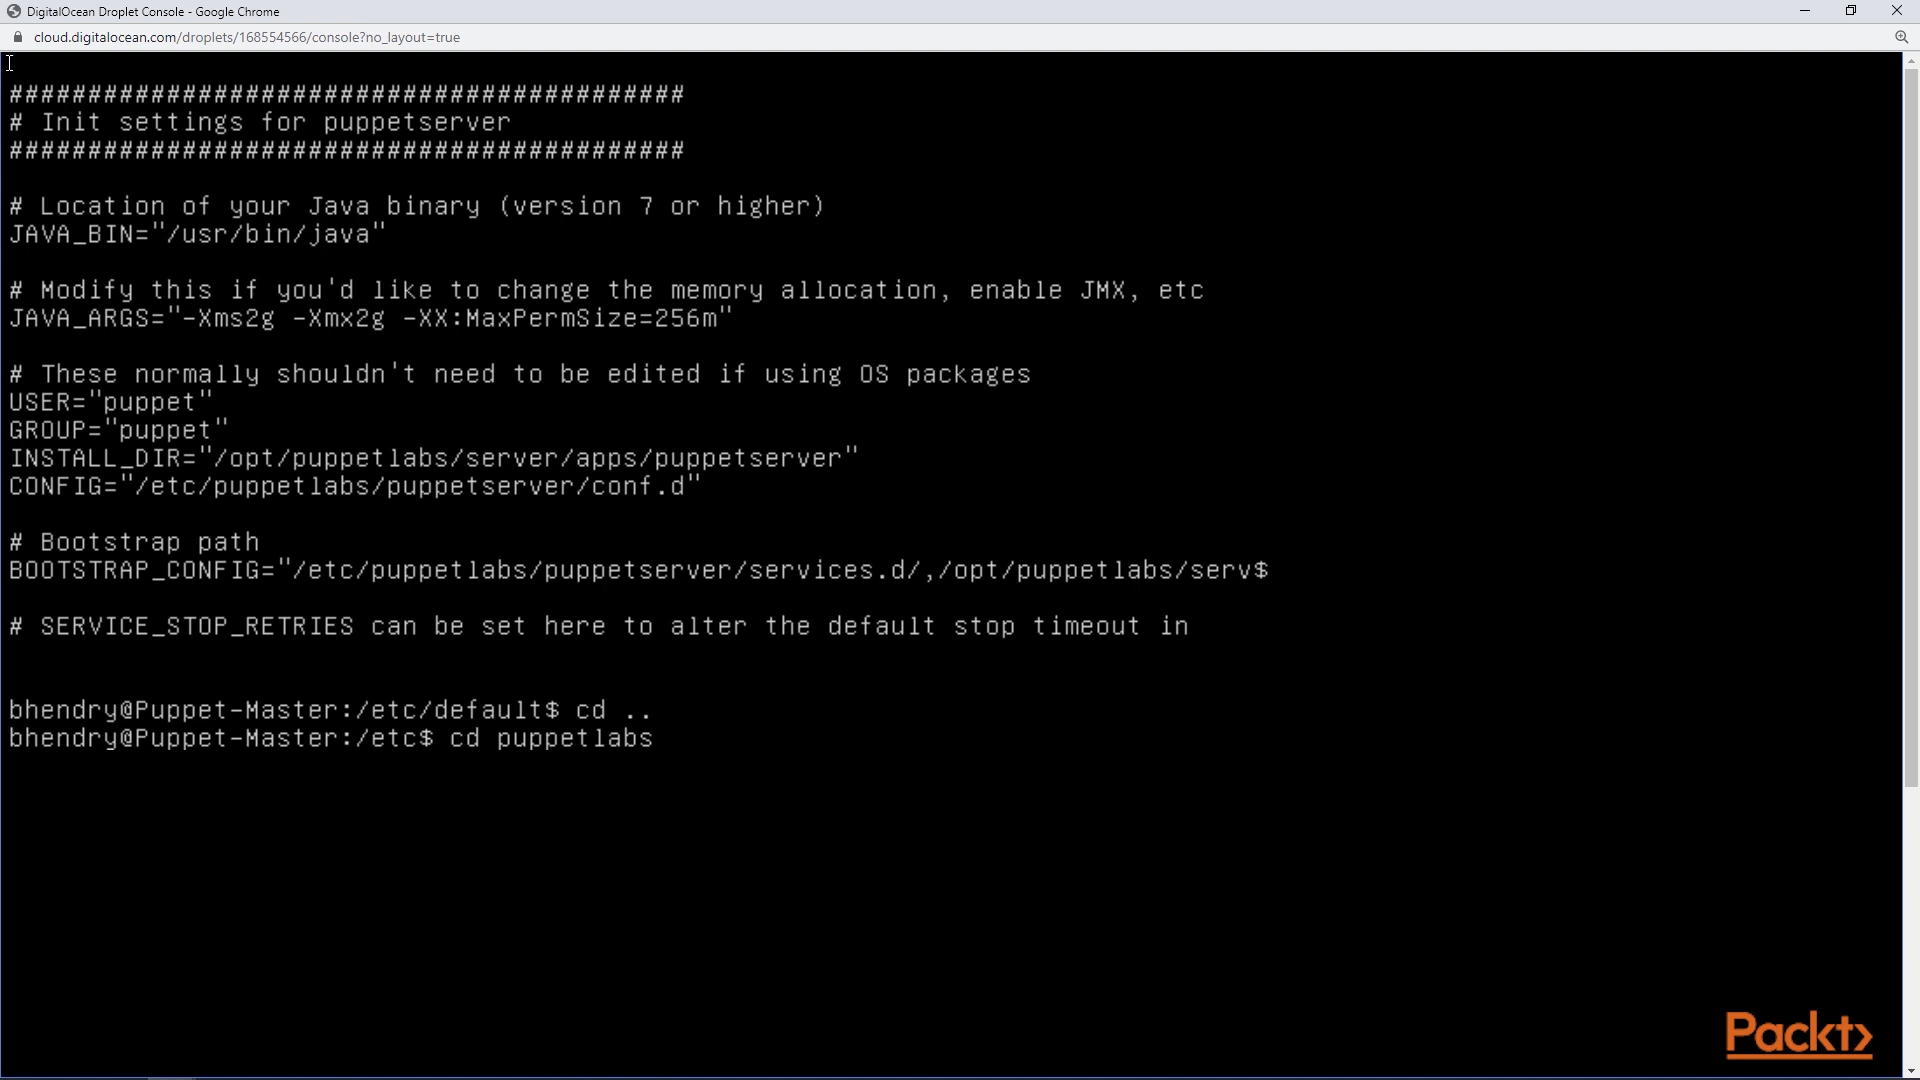 DigitalOcean Droplet Console - Google Chrome
cloud.digitalocean.com/droplets/168554566/console?no_layout=true
###########################################
# Init settings for puppetserver
###########################################
# Location of your Java binary (version 7 or higher)
JAVA_BIN="/usr/bin/java"
# Modify this if you'd like to change the memory allocation, enable JMX, etc
JAVA_ARGS="-Xms2g -Xmx2g -XX:MaxPermSize=256m"
# These normally shouldn't need to be edited if using OS packages
USER="puppet"
GROUP="puppet"
INSTALL_DIR="/opt/puppetlabs/server/apps/puppetserver"
CONFIG="/etc/puppetlabs/puppetserver/conf.d"
# Bootstrap path
BOOTSTRAP_CONFIG="/etc/puppetlabs/puppetserver/services.d/,/opt/puppetlabs/serv$
# SERVICE_STOP_RETRIES can be set here to alter the default stop timeout in
bhendry@Puppet-Master:/etc/default$ cd ..
bhendry@Puppet-Master:/etc$ cd puppetlabs
Packt>